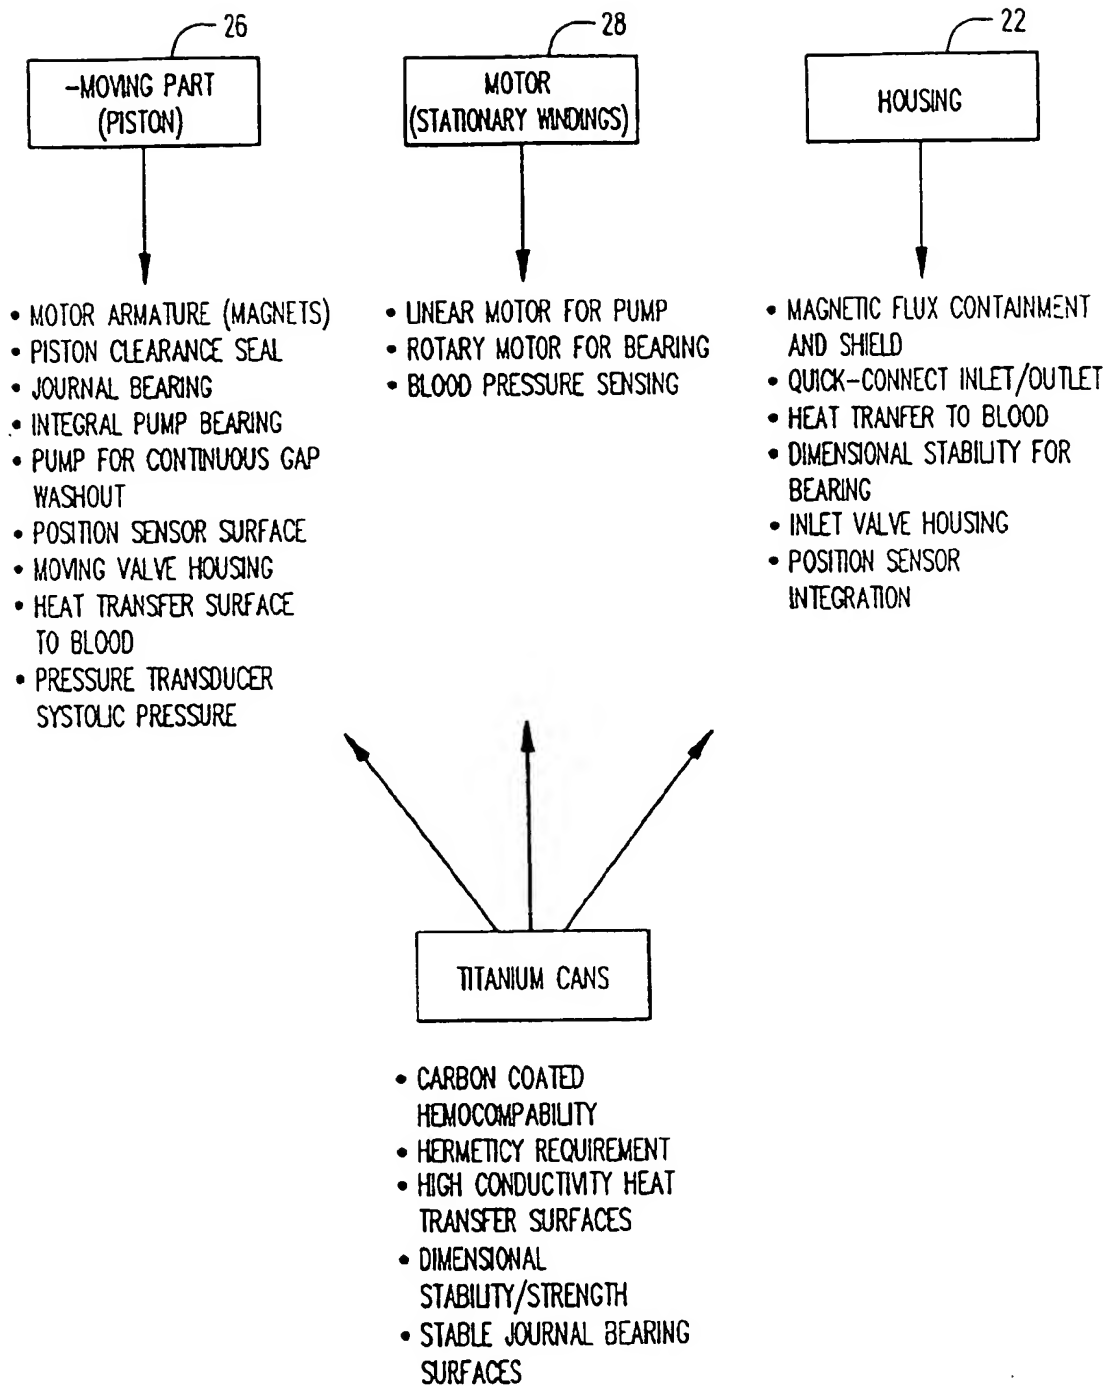 26
-MOVING PART
(PISTON)
• MOTOR ARMATURE (MAGNETS)
• PISTON CLEARANCE SEAL
• JOURNAL BEARING
• INTEGRAL PUMP BEARING
• PUMP FOR CONTINUOUS GAP
WASHOUT
• POSITION SENSOR SURFACE
• MOVING VALVE HOUSING
• HEAT TRANSFER SURFACE
TO BLOOD
• PRESSURE TRANSDUCER
SYSTOLIC PRESSURE
28
MOTOR
(STATIONARY WINDINGS)
• LINEAR MOTOR FOR PUMP
• ROTARY MOTOR FOR BEARING
• BLOOD PRESSURE SENSING
22
HOUSING
• MAGNETIC FLUX CONTAINMENT
AND SHIELD
• QUICK-CONNECT INLET/OUTLET
• HEAT TRANFER TO BLOOD
• DIMENSIONAL STABILITY FOR
BEARING
• INLET VALVE HOUSING
• POSITION SENSOR
INTEGRATION
TITANIUM CANS
• CARBON COATED
HEMOCOMPABILITY
• HERMETICY REQUIREMENT
• HIGH CONDUCTIVITY HEAT
TRANSFER SURFACES
• DIMENSIONAL
STABILITY/STRENGTH
• STABLE JOURNAL BEARING
SURFACES